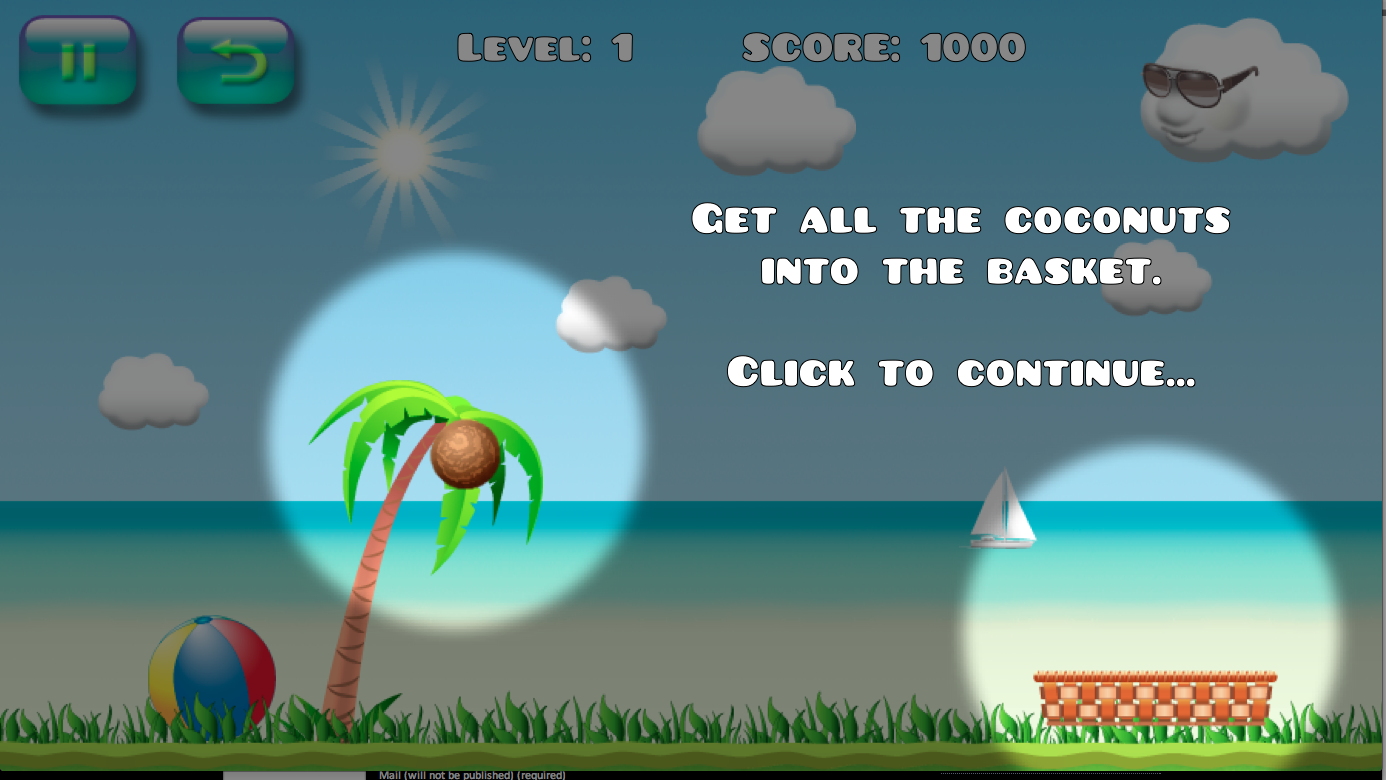 Level: 1
Score: 1000
Get all the coconuts
into the basket.
Click to continue...
Mail (will not be published) (required)